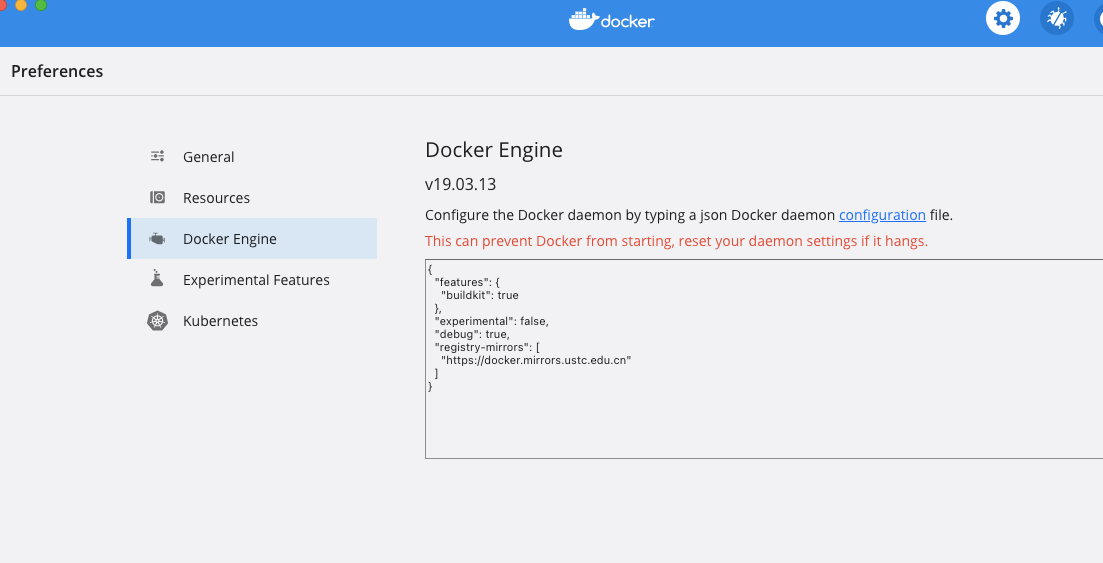 docker
Preferences
General
Resources
Docker Engine
Experimental Features
Kubernetes
Docker Engine
v19.03.13
Configure the Docker daemon by typing a json Docker daemon configuration file.
This can prevent Docker from starting, reset your daemon settings if it hangs.
{
  "features": {
    "buildkit": true
  },
  "experimental": false,
  "debug": true,
  "registry-mirrors": [
    "https://docker.mirrors.ustc.edu.cn"
  ]
}